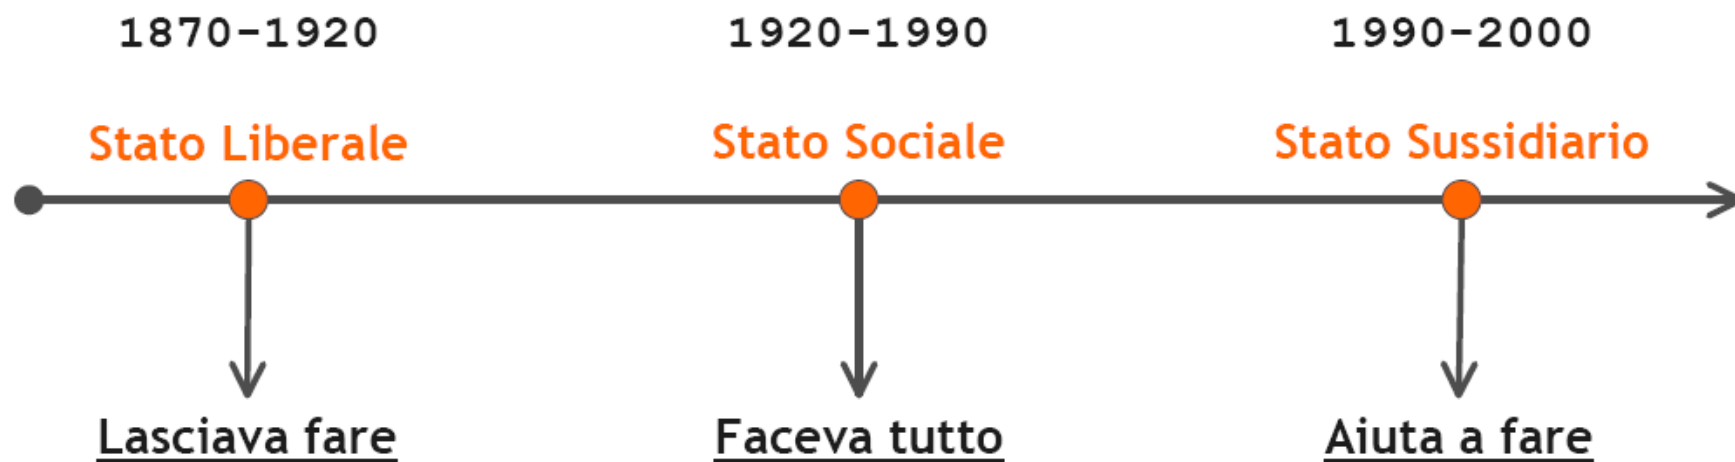 1870-1920
1920-1990
1990-2000
Stato Liberale
Stato Sociale
Stato Sussidiario
Lasciava fare
Faceva tutto
Aiuta a fare